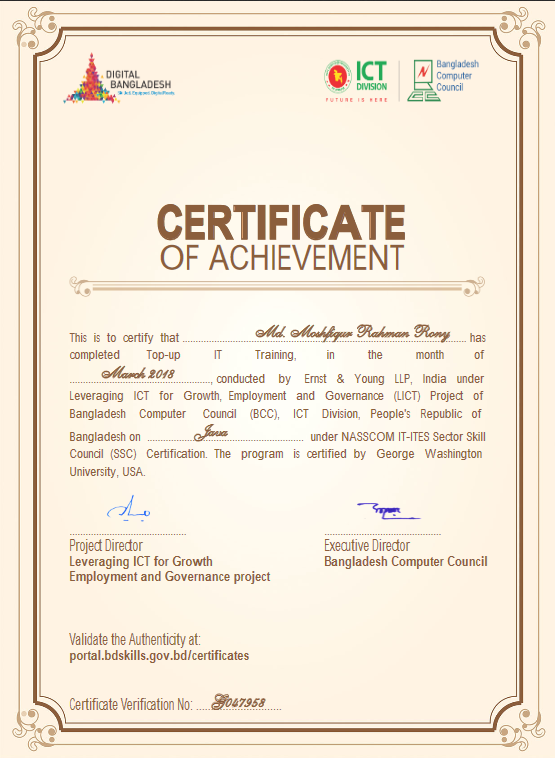 DIGITAL
BANGLADESH
ICT
DIVISION
FUTURE IS HERE
Bangladesh
Computer
Council
CERTIFICATE
OF ACHIEVEMENT
This is to certify that Md. Moshfiqur Rahman Rony has
completed Top-up IT Training, in the month of
March 2018, conducted by Ernst & Young LLP, India under
Leveraging ICT for Growth, Employment and Governance (LICT) Project of
Bangladesh Computer Council (BCC), ICT Division, People's Republic of
Bangladesh on Java under NASSCOM IT-ITES Sector Skill
Council (SSC) Certification. The program is certified by George Washington
University, USA.
Project Director
Leveraging ICT for Growth
Employment and Governance project
Executive Director
Bangladesh Computer Council
Validate the Authenticity at:
portal.bdskills.gov.bd/certificates
Certificate Verification No: G047958